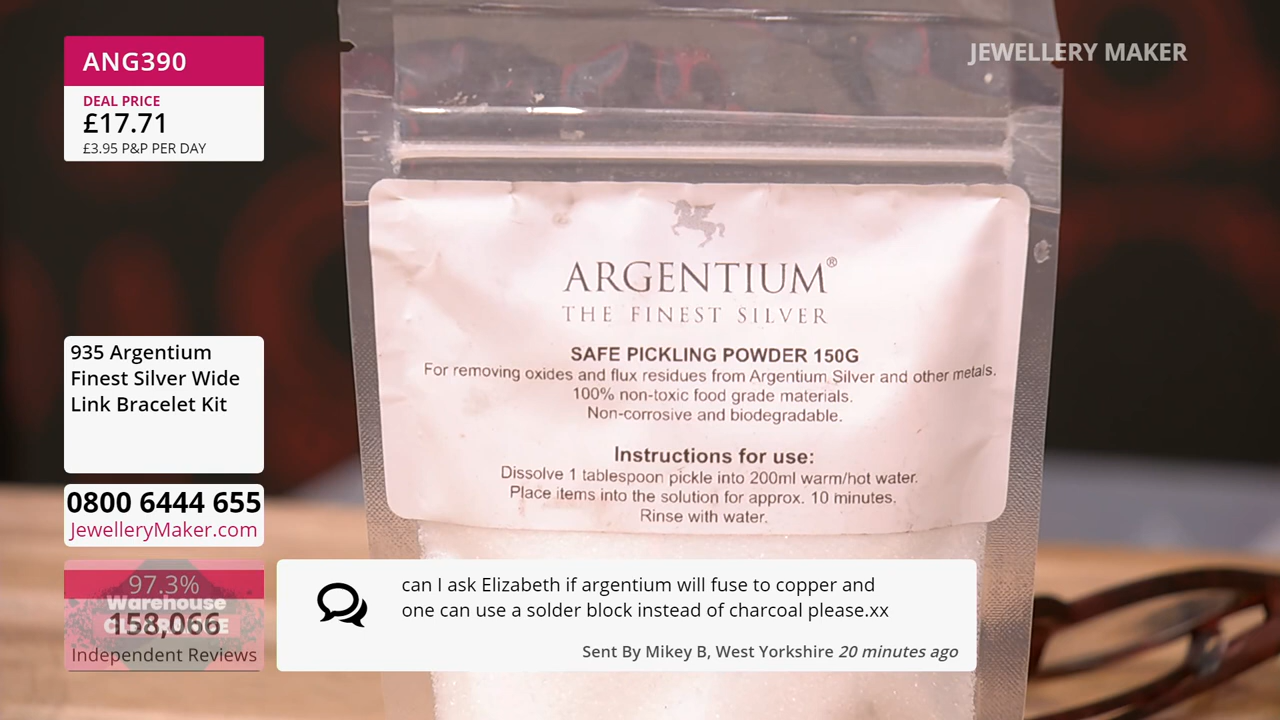 ANG390
DEAL PRICE
£17.71
£3.95 P&P PER DAY
JEWELLERY MAKER
ARGENTIUM®
THE FINEST SILVER
SAFE PICKLING POWDER 150G
For removing oxides and flux residues from Argentium Silver and other metals.
100% non-toxic food grade materials.
Non-corrosive and biodegradable.
Instructions for use:
Dissolve 1 tablespoon pickle into 200ml warm/hot water.
Place items into the solution for approx. 10 minutes.
Rinse with water.
935 Argentium
Finest Silver Wide
Link Bracelet Kit
0800 6444 655
JewelleryMaker.com
97.3%
Warehouse
158,066
Independent Reviews
can I ask Elizabeth if argentium will fuse to copper and
one can use a solder block instead of charcoal please.xx
Sent By Mikey B, West Yorkshire 20 minutes ago